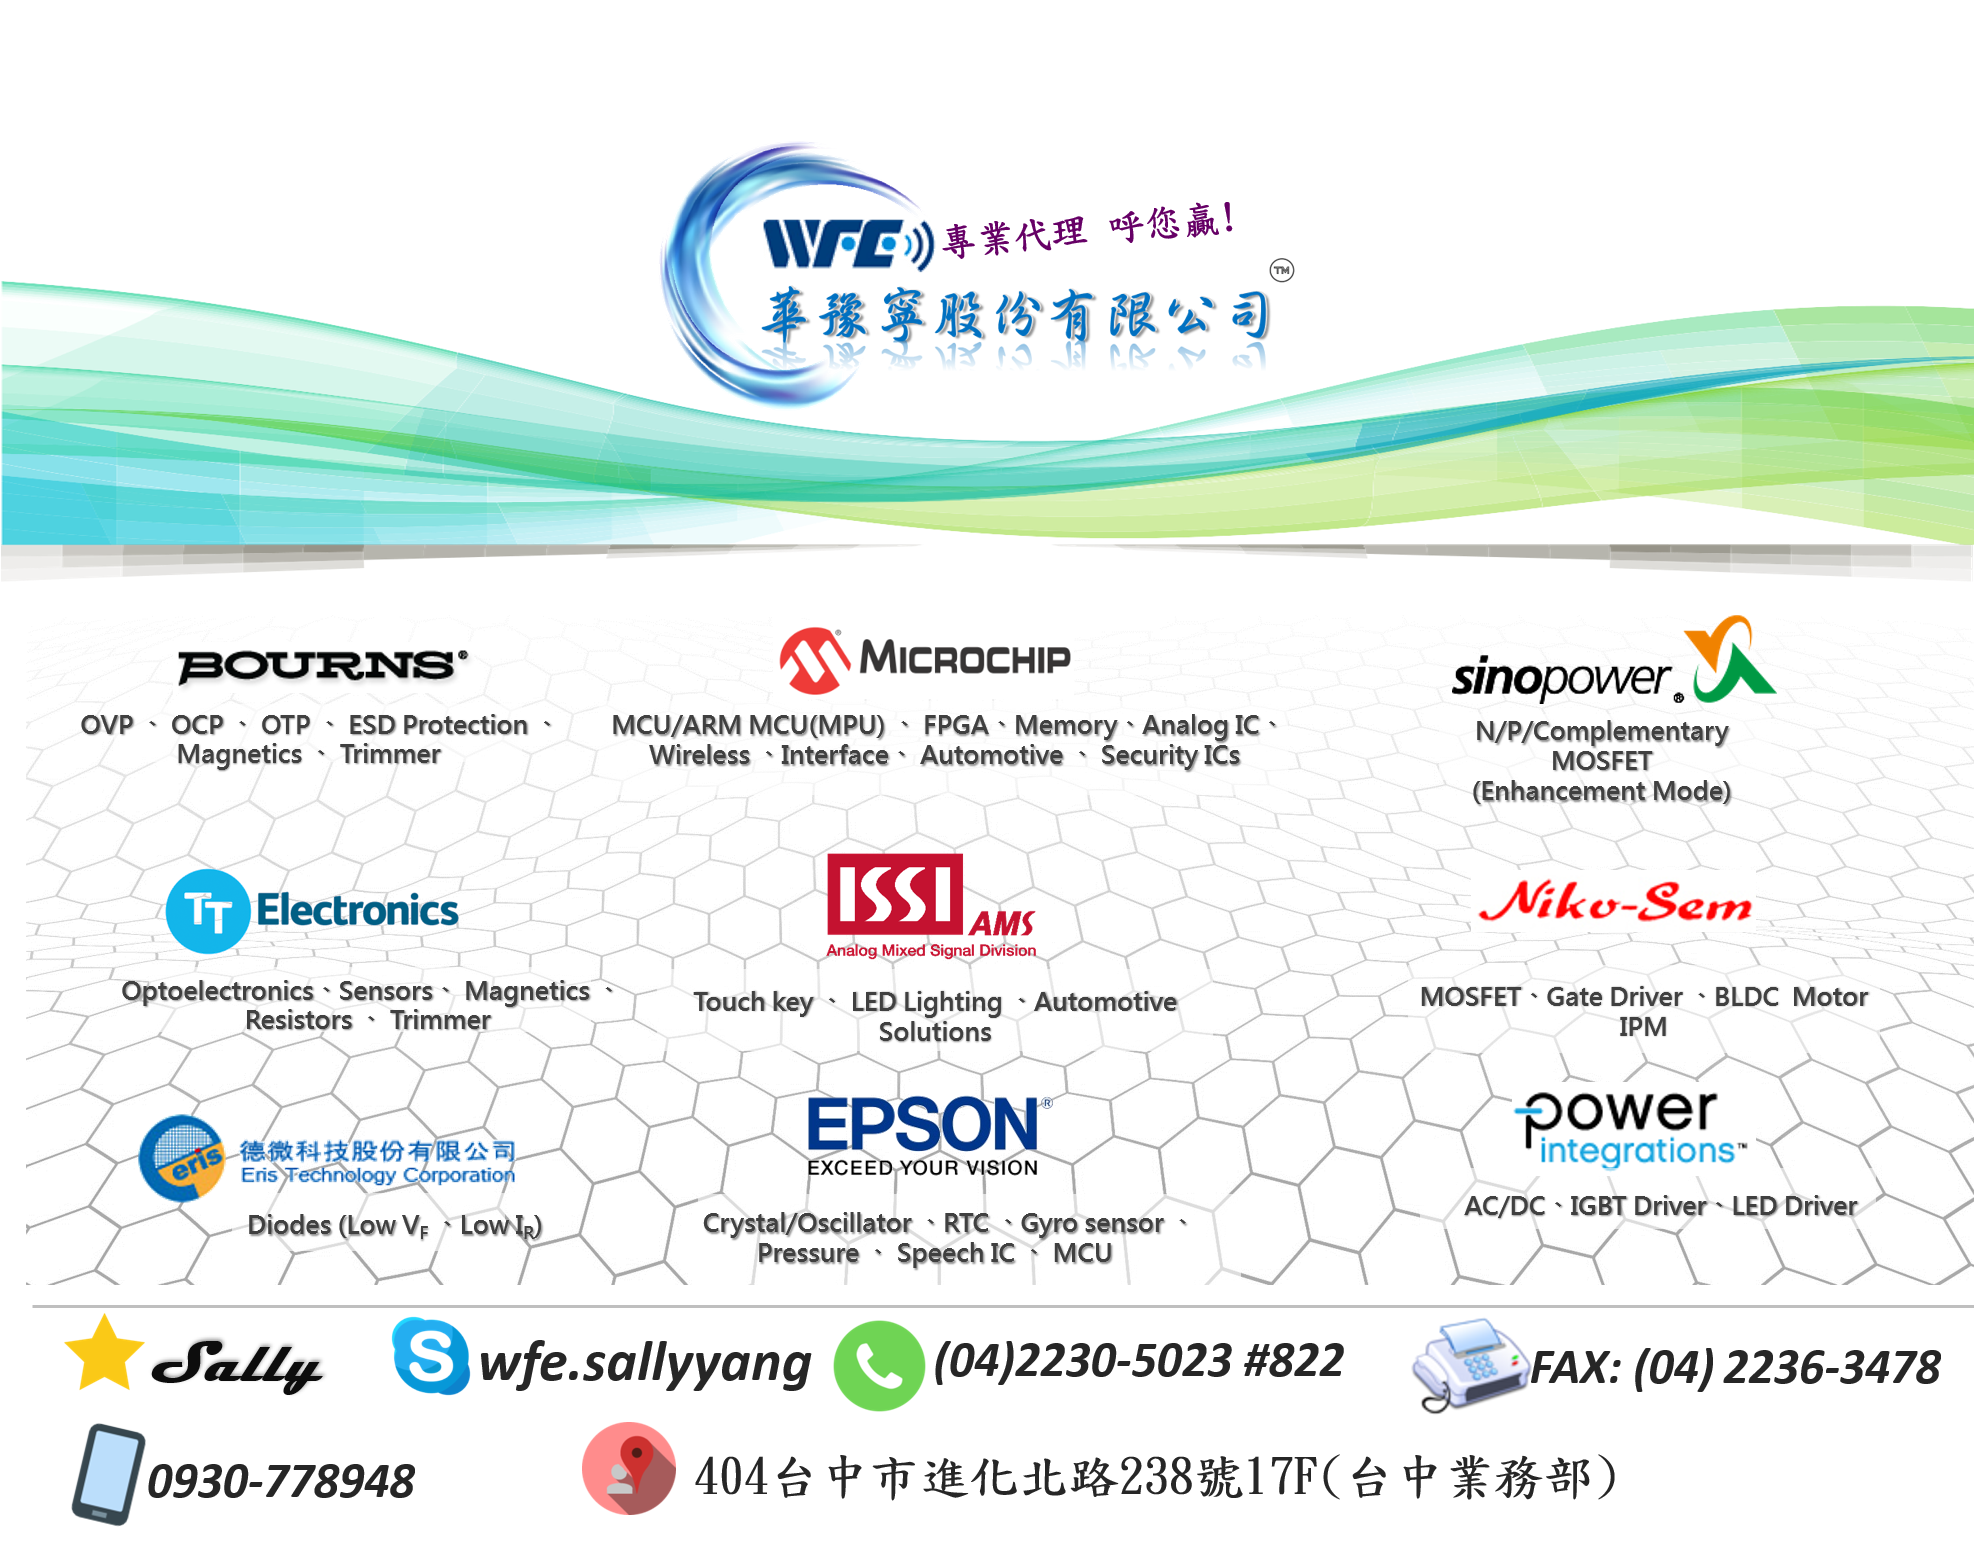 WFE 專業代理 呼您贏!
華豫寧股份有限公司 TM
BOURNS®
OVP、OCP、OTP、ESD Protection、
Magnetics、Trimmer
MICROCHIP®
MCU/ARM MCU(MPU)、FPGA、Memory、Analog IC、
Wireless、Interface、Automotive、Security ICs
sinopower®
N/P/Complementary
MOSFET
(Enhancement Mode)
TT Electronics
Optoelectronics、Sensors、Magnetics、
Resistors、Trimmer
ISSI AMS
Analog Mixed Signal Division
Touch key、LED Lighting、Automotive
Solutions
Niko-Sem
MOSFET、Gate Driver、BLDC Motor
IPM
eris 德微科技股份有限公司
Eris Technology Corporation
Diodes (Low VF、Low IR)
EPSON®
EXCEED YOUR VISION
Crystal/Oscillator、RTC、Gyro sensor、
Pressure、Speech IC、MCU
power
integrations™
AC/DC、IGBT Driver、LED Driver
Sally
wfe.sallyyang
(04)2230-5023 #822
FAX: (04) 2236-3478
0930-778948
404台中市進化北路238號17F(台中業務部)